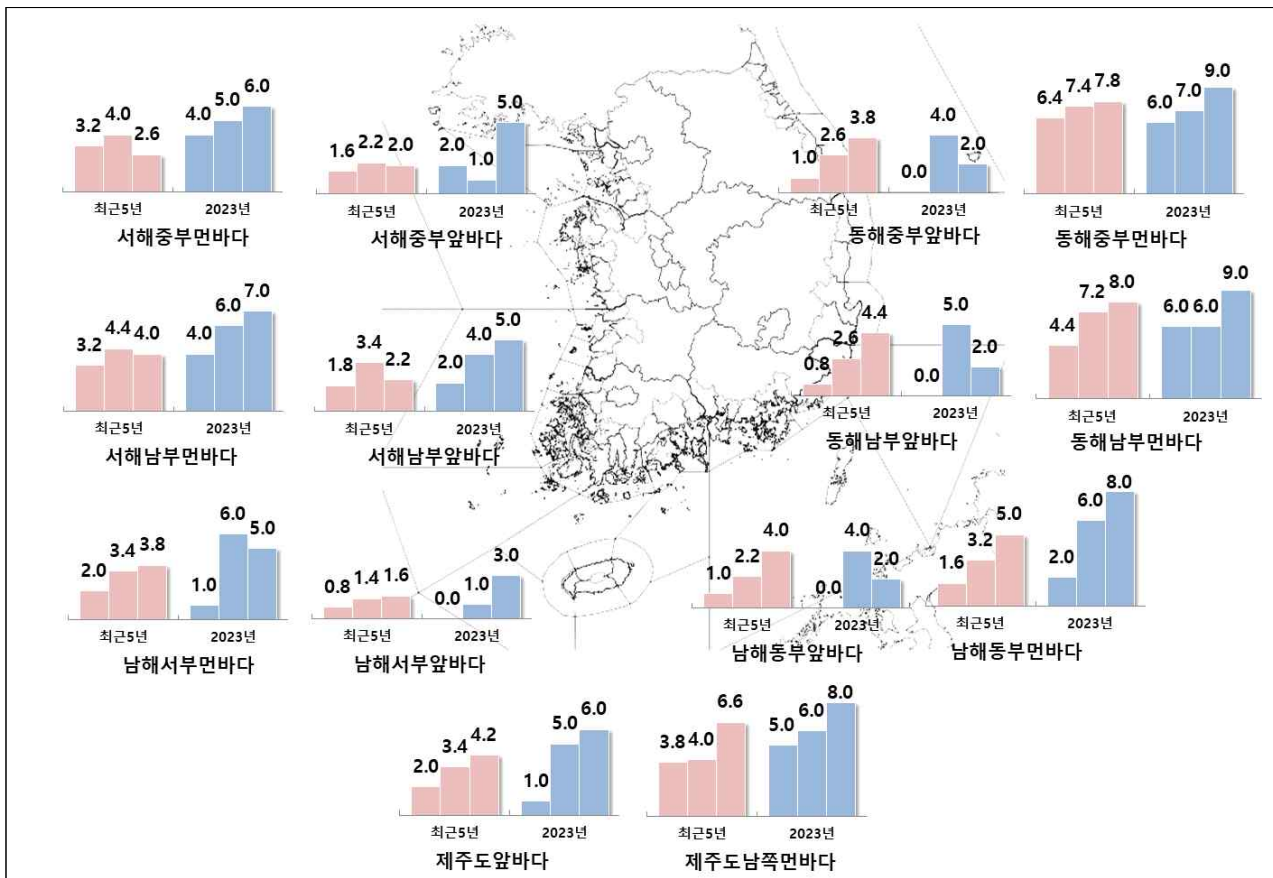 3.2 4.0 2.6 4.0 5.0 6.0
최근5년 2023년
서해중부먼바다
1.6 2.2 2.0 2.0 1.0 5.0
최근5년 2023년
서해중부앞바다
1.0 2.6 3.8 0.0 4.0 2.0
최근5년 2023년
동해중부앞바다
6.4 7.4 7.8 6.0 7.0 9.0
최근5년 2023년
동해중부먼바다
3.2 4.4 4.0 4.0 6.0 7.0
최근5년 2023년
서해남부먼바다
1.8 3.4 2.2 2.0 4.0 5.0
최근5년 2023년
서해남부앞바다
0.8 2.6 4.4 0.0 5.0 2.0
최근5년 2023년
동해남부앞바다
4.4 7.2 8.0 6.0 6.0 9.0
최근5년 2023년
동해남부먼바다
2.0 3.4 3.8 1.0 6.0 5.0
최근5년 2023년
남해서부먼바다
0.8 1.4 1.6 0.0 1.0 3.0
최근5년 2023년
남해서부앞바다
1.0 2.2 4.0 0.0 4.0 2.0
최근5년 2023년
남해동부앞바다
1.6 3.2 5.0 2.0 6.0 8.0
최근5년 2023년
남해동부먼바다
2.0 3.4 4.2 1.0 5.0 6.0
최근5년 2023년
제주도앞바다
3.8 4.0 6.6 5.0 6.0 8.0
최근5년 2023년
제주도남쪽먼바다